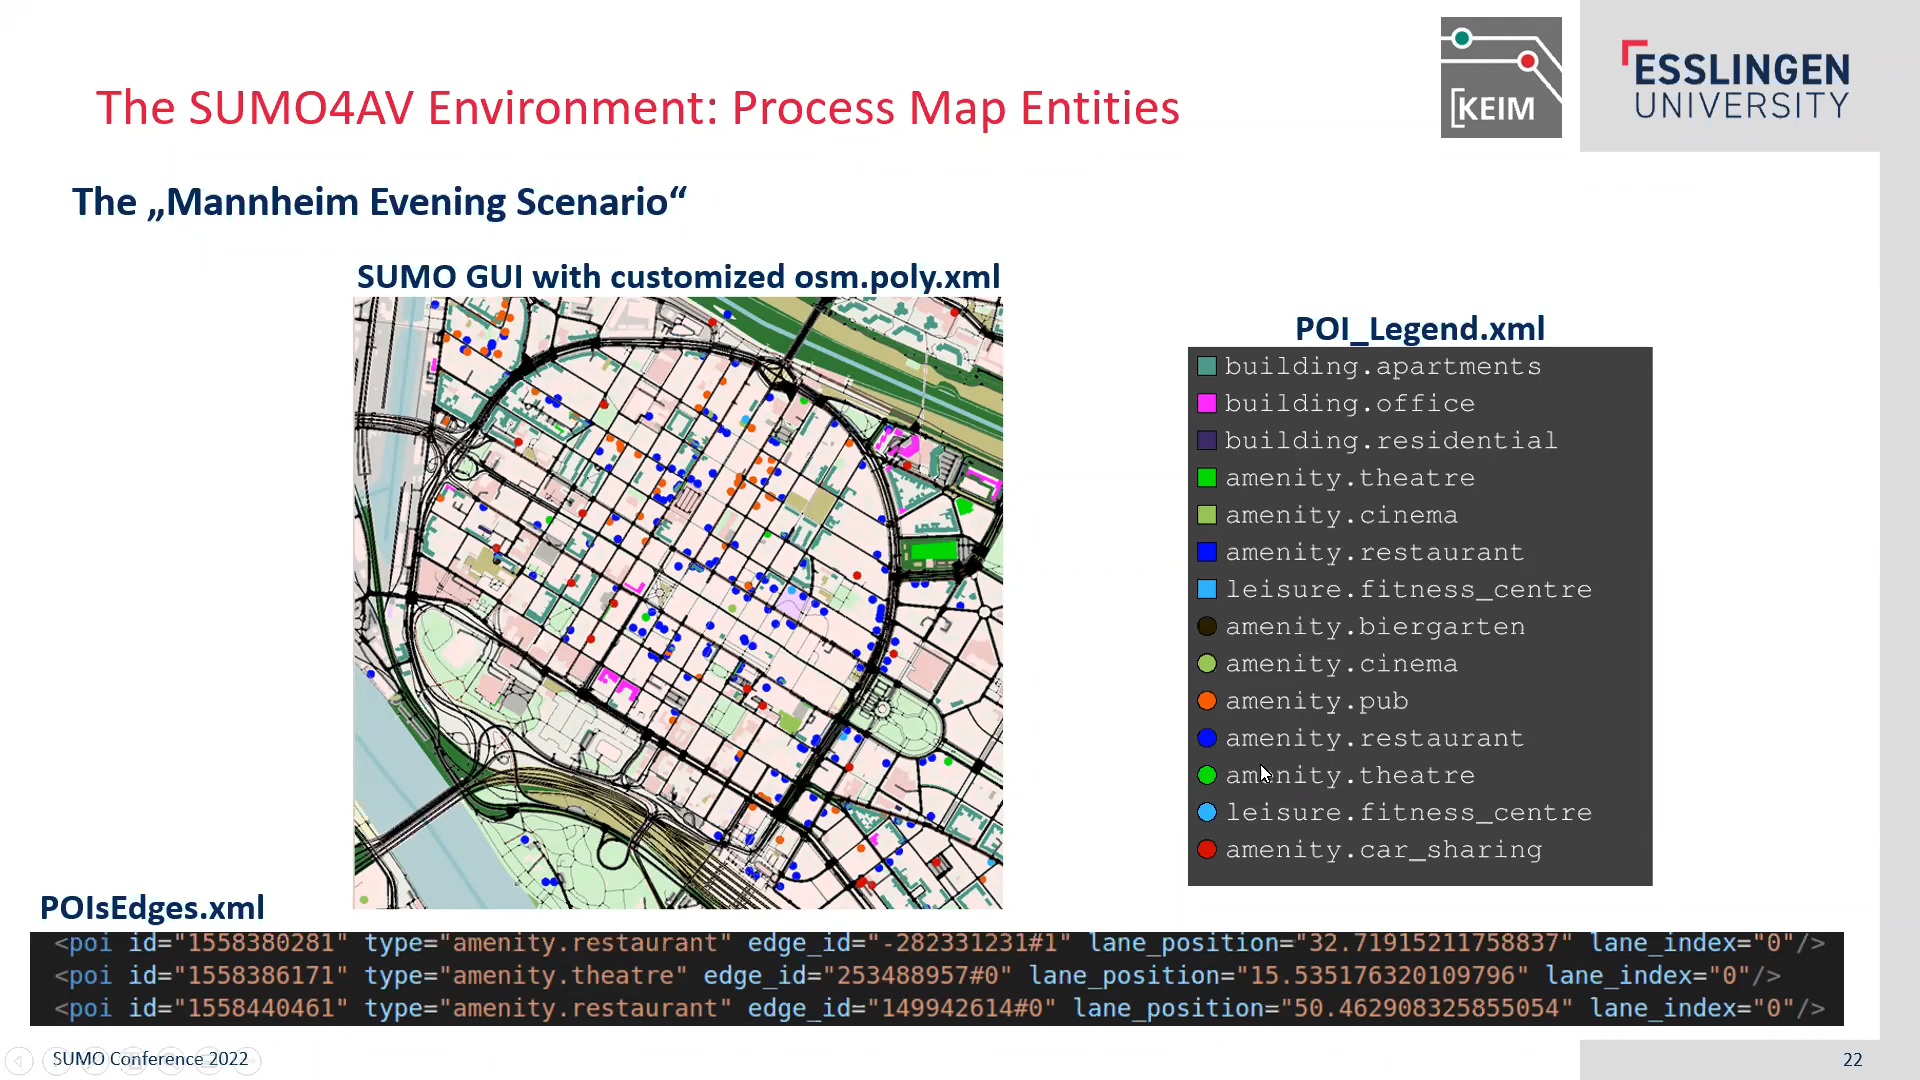 The SUMO4AV Environment: Process Map Entities
[KEIM
ESSLINGEN
UNIVERSITY
The „Mannheim Evening Scenario“
SUMO GUI with customized osm.poly.xml
POI_Legend.xml
building.apartments
building.office
building.residential
amenity.theatre
amenity.cinema
amenity.restaurant
leisure.fitness_centre
amenity.biergarten
amenity.cinema
amenity.pub
amenity.restaurant
amenity.theatre
leisure.fitness_centre
amenity.car_sharing
POIsEdges.xml
<poi id="1558380281" type="amenity.restaurant" edge_id="-282331231#1" lane_position="32.71915211758837" lane_index="0"/>
<poi id="1558386171" type="amenity.theatre" edge_id="253488957#0" lane_position="15.535176320109796" lane_index="0"/>
<poi id="1558440461" type="amenity.restaurant" edge_id="149942614#0" lane_position="50.462908325855054" lane_index="0"/>
SUMO Conference 2022
22